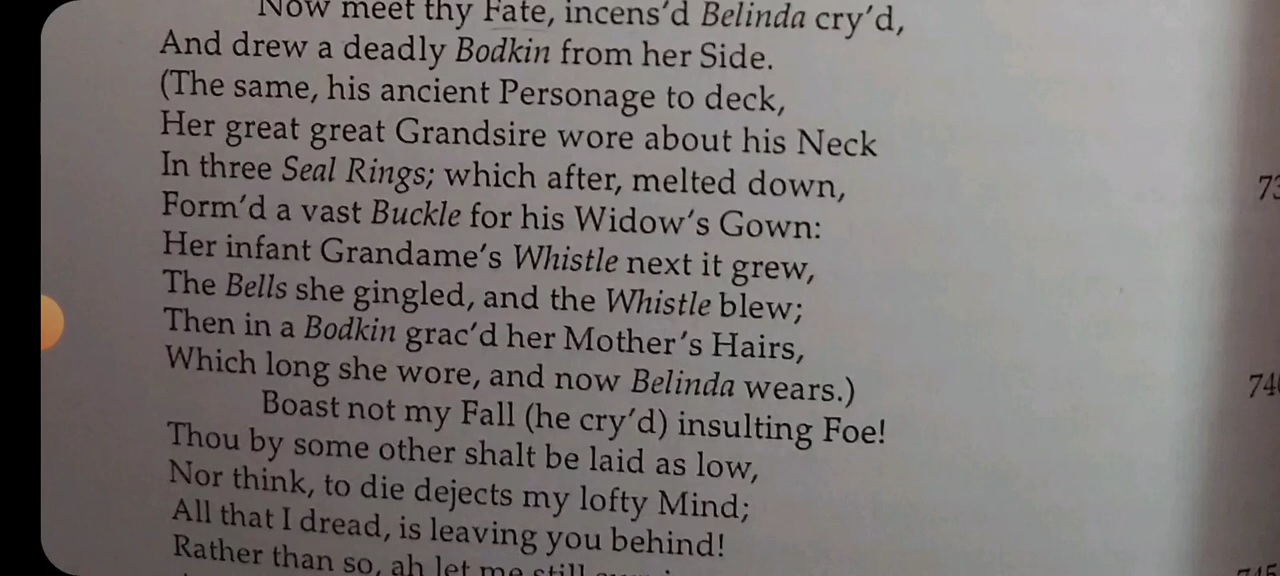 Now meet thy Fate, incens'd Belinda cry'd,
And drew a deadly Bodkin from her Side.
(The same, his ancient Personage to deck,
Her great great Grandsire wore about his Neck
In three Seal Rings; which after, melted down,
Form'd a vast Buckle for his Widow's Gown:
Her infant Grandame's Whistle next it grew,
The Bells she gingled, and the Whistle blew;
Then in a Bodkin grac'd her Mother's Hairs,
Which long she wore, and now Belinda wears.)
740
Boast not my Fall (he cry'd) insulting Foe!
Thou by some other shalt be laid as low,
Nor think, to die dejects my lofty Mind;
All that I dread, is leaving you behind!
Rather than so, ah let me still